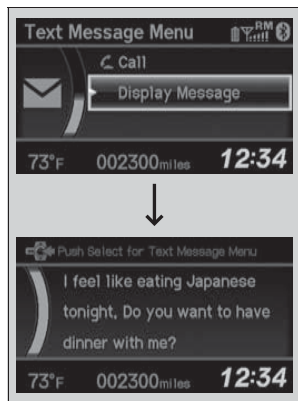 Text Message Menu RM
Call
Display Message
73°F 002300miles 12:34
Push Select for Text Message Menu
I feel like eating Japanese
tonight, Do you want to have
dinner with me?
73°F 002300miles 12:34